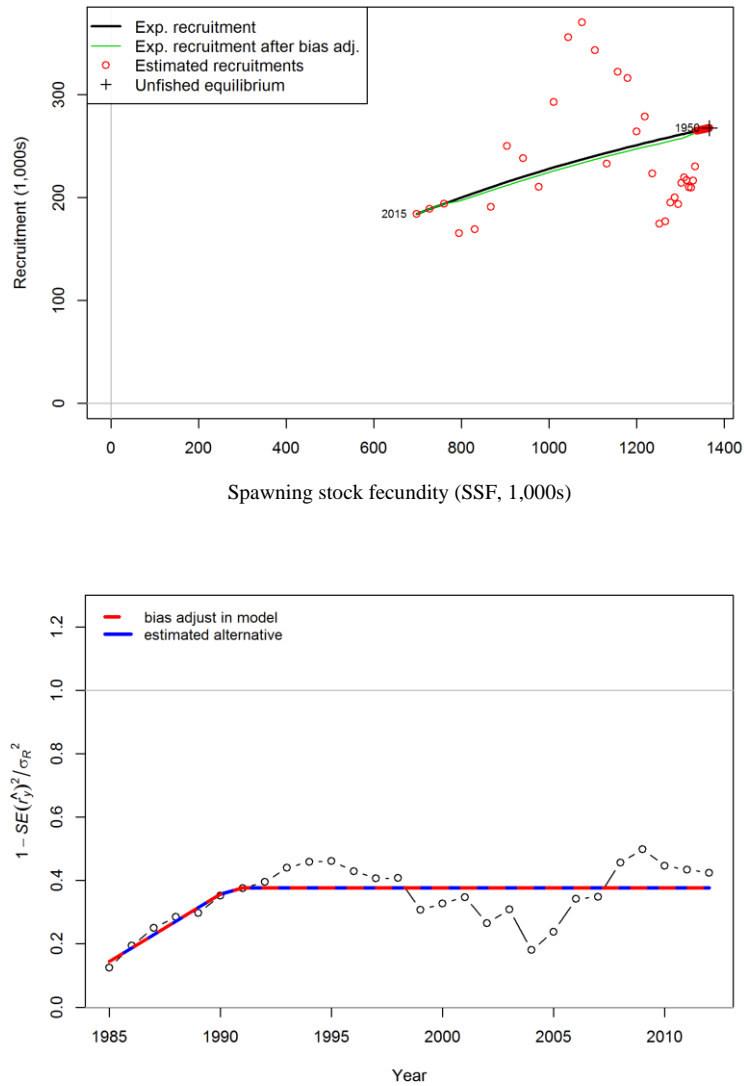 Exp. recruitment
Exp. recruitment after bias adj.
Estimated recruitments
Unfished equilibrium
Recruitment (1,000s)
300
200
100
0
1950
2015
0 200 400 600 800 1000 1200 1400
Spawning stock fecundity (SSF, 1,000s)
bias adjust in model
estimated alternative
1 − SE(r̂_y)² / σ_R²
1.2
1.0
0.8
0.6
0.4
0.2
0.0
1985 1990 1995 2000 2005 2010
Year